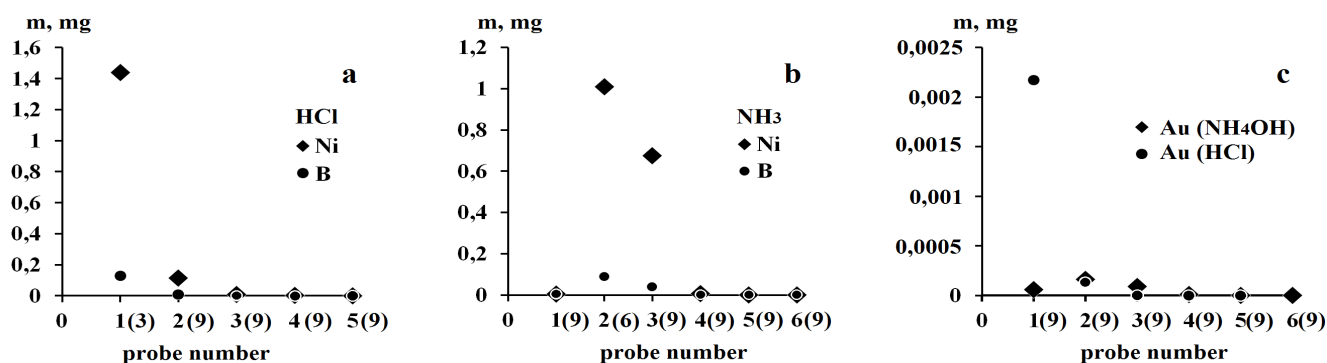 m, mg
1,6
1,4
1,2
1
0,8
0,6
0,4
0,2
0
a
HCl
Ni
B
0 1(3) 2(9) 3(9) 4(9) 5(9)
probe number
m, mg
1,2
1
0,8
0,6
0,4
0,2
0
b
NH3
Ni
B
0 1(9) 2(6) 3(9) 4(9) 5(9) 6(9)
probe number
m, mg
0,0025
0,002
0,0015
0,001
0,0005
0
c
Au (NH4OH)
Au (HCl)
0 1(9) 2(9) 3(9) 4(9) 5(9) 6(9)
probe number